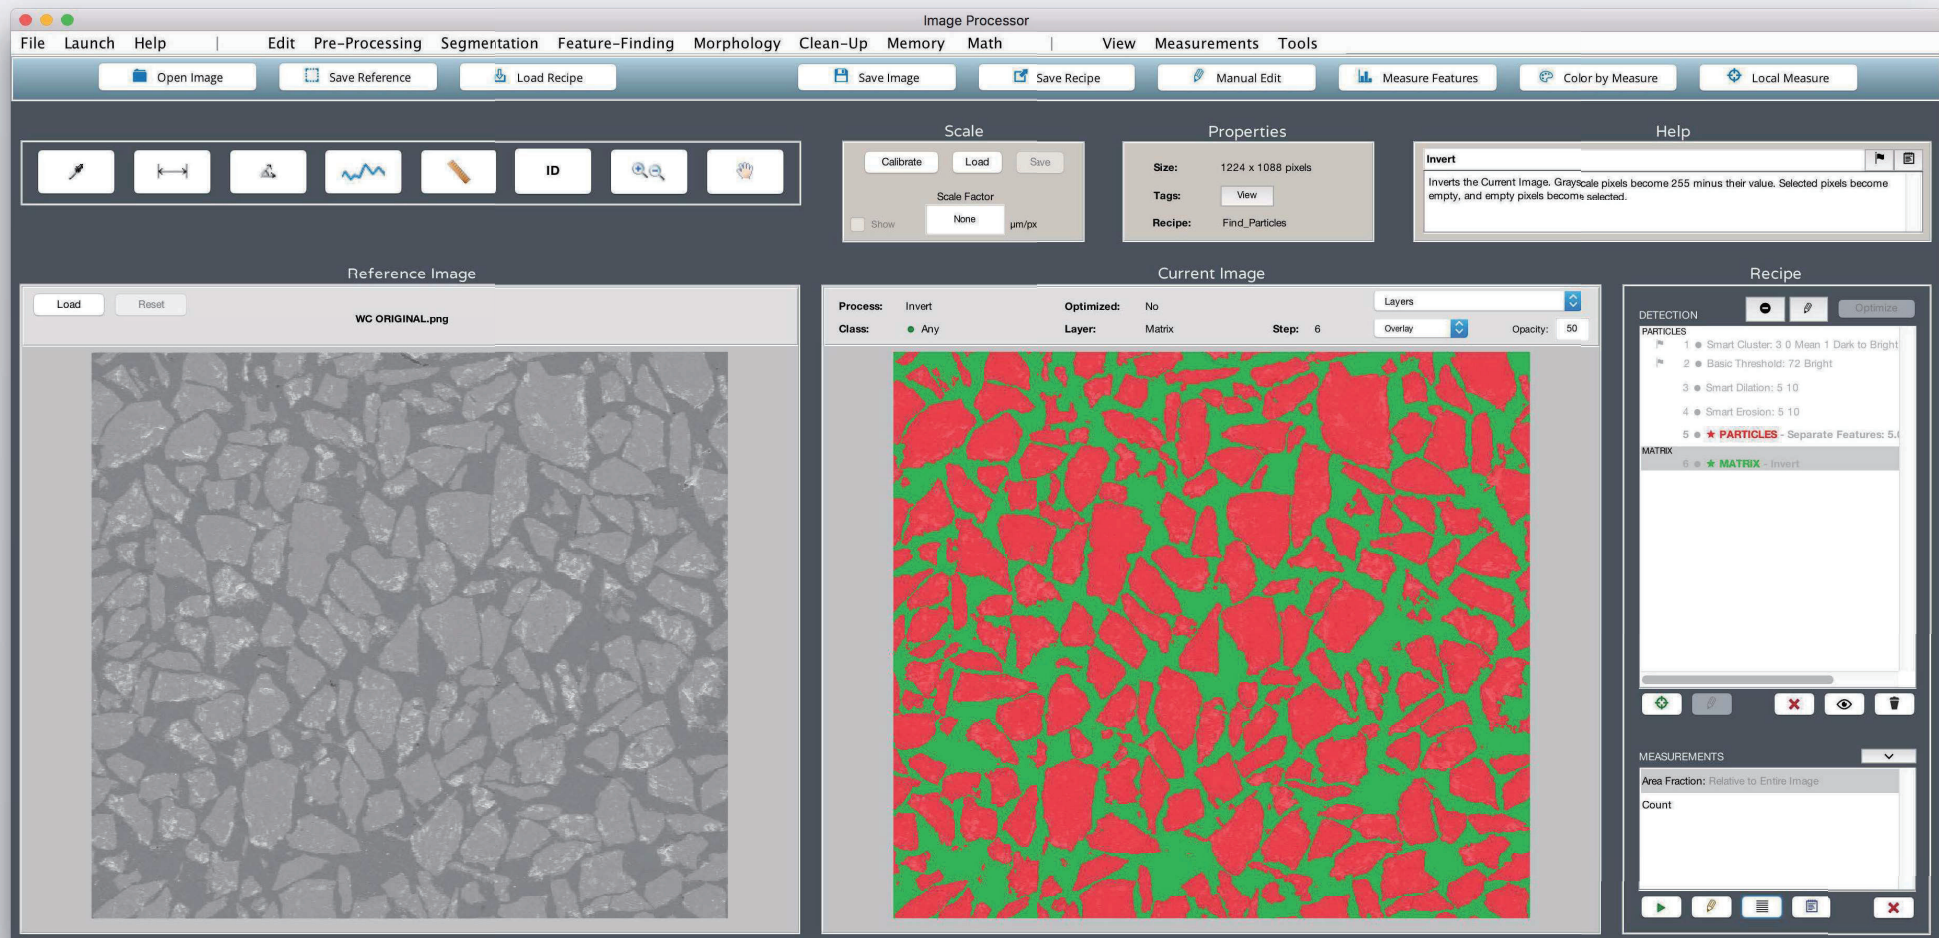 Image Processor
File Launch Help | Edit Pre-Processing Segmentation Feature-Finding Morphology Clean-Up Memory Math | View Measurements Tools
Open Image Save Reference Load Recipe Save Image Save Recipe Manual Edit Measure Features Color by Measure Local Measure
Scale
Calibrate Load Save
Scale Factor
Show None µm/px
Properties
Size: 1224 x 1088 pixels
Tags: View
Recipe: Find_Particles
Help
Invert
Inverts the Current Image. Grayscale pixels become 255 minus their value. Selected pixels become
empty, and empty pixels become selected.
ID
Reference Image
Load Reset
WC ORIGINAL.png
Current Image
Process: Invert Optimized: No Layers
Class: Any Layer: Matrix Step: 6 Overlay Opacity: 50
Recipe
DETECTION Optimize
PARTICLES
1 Smart Cluster: 3 0 Mean 1 Dark to Bright
2 Basic Threshold: 72 Bright
3 Smart Dilation: 5 10
4 Smart Erosion: 5 10
5 ★ PARTICLES - Separate Features: 5.
MATRIX
6 ★ MATRIX - Invert
MEASUREMENTS
Area Fraction: Relative to Entire Image
Count